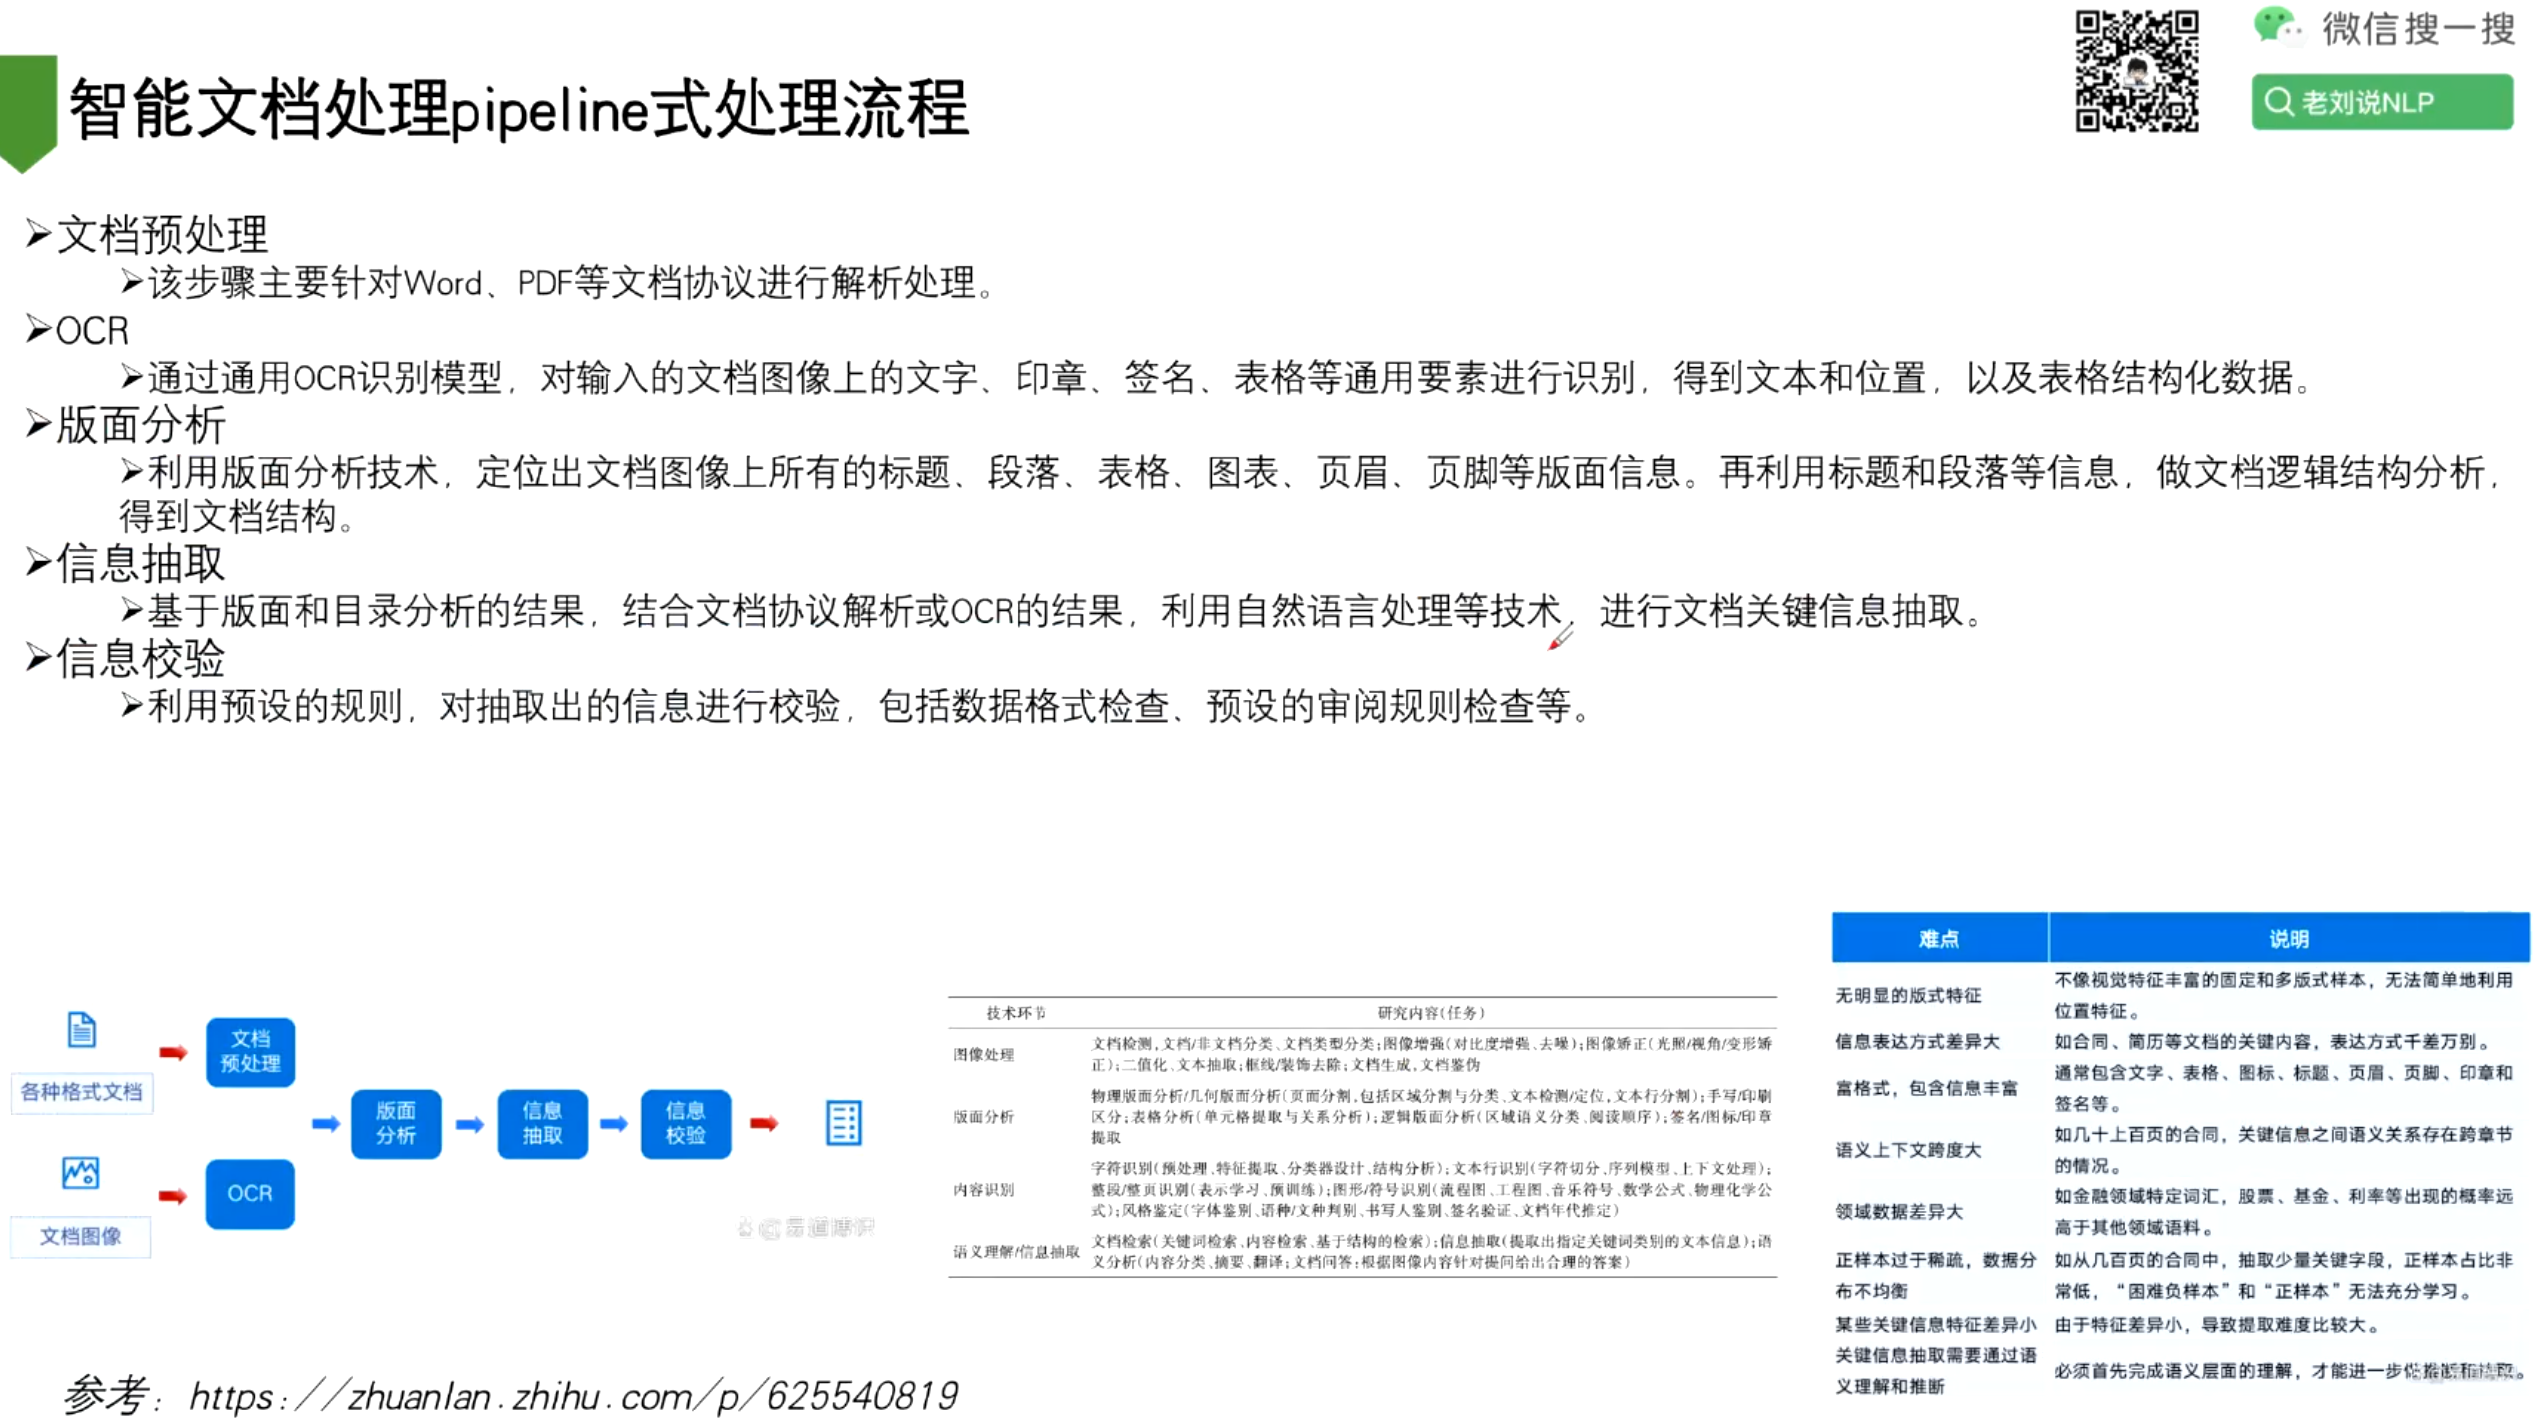 微信搜一搜
老刘说NLP
智能文档处理pipeline式处理流程
➢文档预处理
➢该步骤主要针对Word、PDF等文档协议进行解析处理。
➢OCR
➢通过通用OCR识别模型，对输入的文档图像上的文字、印章、签名、表格等通用要素进行识别，得到文本和位置，以及表格结构化数据。
➢版面分析
➢利用版面分析技术，定位出文档图像上所有的标题、段落、表格、图表、页眉、页脚等版面信息。再利用标题和段落等信息，做文档逻辑结构分析，
得到文档结构。
➢信息抽取
➢基于版面和目录分析的结果，结合文档协议解析或OCR的结果，利用自然语言处理等技术，进行文档关键信息抽取。
➢信息校验
➢利用预设的规则，对抽取出的信息进行校验，包括数据格式检查、预设的审阅规则检查等。
各种格式文档
文档图像
文档
预处理
OCR
版面
分析
信息
抽取
信息
校验
@易道博识
技术环节 研究内容(任务)
图像处理
文档检测,文档/非文档分类、文档类型分类;图像增强(对比度增强、去噪);图像矫正(光照/视角/变形矫
正);二值化、文本抽取;框线/装饰去除;文档生成,文档鉴伪
版面分析
物理版面分析/几何版面分析(页面分割,包括区域分割与分类、文本检测/定位,文本行分割);手写/印刷
区分;表格分析(单元格提取与关系分析);逻辑版面分析(区域语义分类、阅读顺序);签名/图标/印章
提取
内容识别
字符识别(预处理、特征提取、分类器设计、结构分析);文本行识别(字符切分、序列模型、上下文处理);
整段/整页识别(表示学习、预训练);图形/符号识别(流程图、工程图、音乐符号、数学公式、物理化学公
式);风格鉴定(字体鉴别、语种/文种判别、书写人鉴别、签名验证、文档年代推定)
语义理解/信息抽取
文档检索(关键词检索、内容检索、基于结构的检索);信息抽取(提取出指定关键词类别的文本信息);语
义分析(内容分类、摘要、翻译;文档问答:根据图像内容针对提问给出合理的答案)
难点 说明
无明显的版式特征
不像视觉特征丰富的固定和多版式样本，无法简单地利用
位置特征。
信息表达方式差异大 如合同、简历等文档的关键内容，表达方式千差万别。
富格式，包含信息丰富
通常包含文字、表格、图标、标题、页眉、页脚、印章和
签名等。
语义上下文跨度大
如几十上百页的合同，关键信息之间语义关系存在跨章节
的情况。
领域数据差异大
如金融领域特定词汇，股票、基金、利率等出现的概率远
高于其他领域语料。
正样本过于稀疏，数据分
布不均衡
如从几百页的合同中，抽取少量关键字段，正样本占比非
常低，“困难负样本”和“正样本”无法充分学习。
某些关键信息特征差异小 由于特征差异小，导致提取难度比较大。
关键信息抽取需要通过语
义理解和推断
必须首先完成语义层面的理解，才能进一步做推断和抽取。
参考：https://zhuanlan.zhihu.com/p/625540819